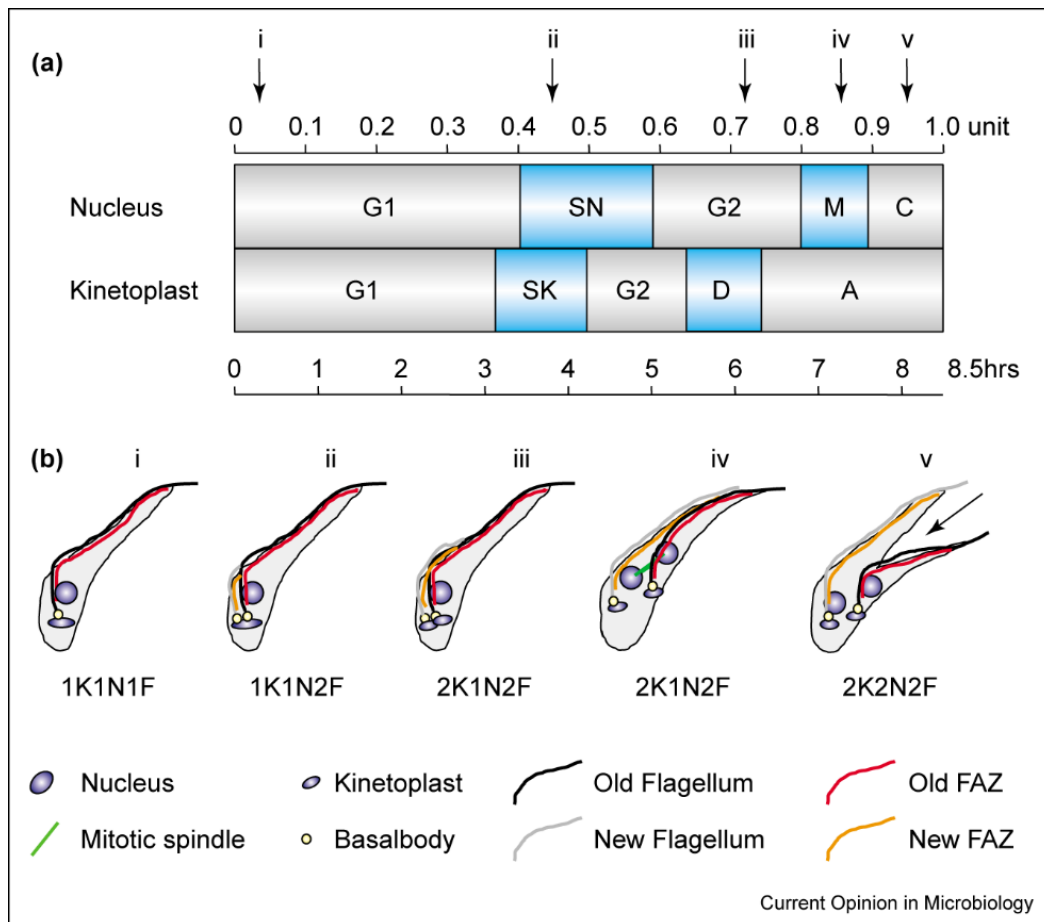 i ii iii iv v
(a)
0 0.1 0.2 0.3 0.4 0.5 0.6 0.7 0.8 0.9 1.0 unit
Nucleus G1 SN G2 M C
Kinetoplast G1 SK G2 D A
0 1 2 3 4 5 6 7 8 8.5hrs
(b) i ii iii iv v
1K1N1F 1K1N2F 2K1N2F 2K1N2F 2K2N2F
Nucleus Kinetoplast Old Flagellum Old FAZ
Mitotic spindle Basalbody New Flagellum New FAZ
Current Opinion in Microbiology